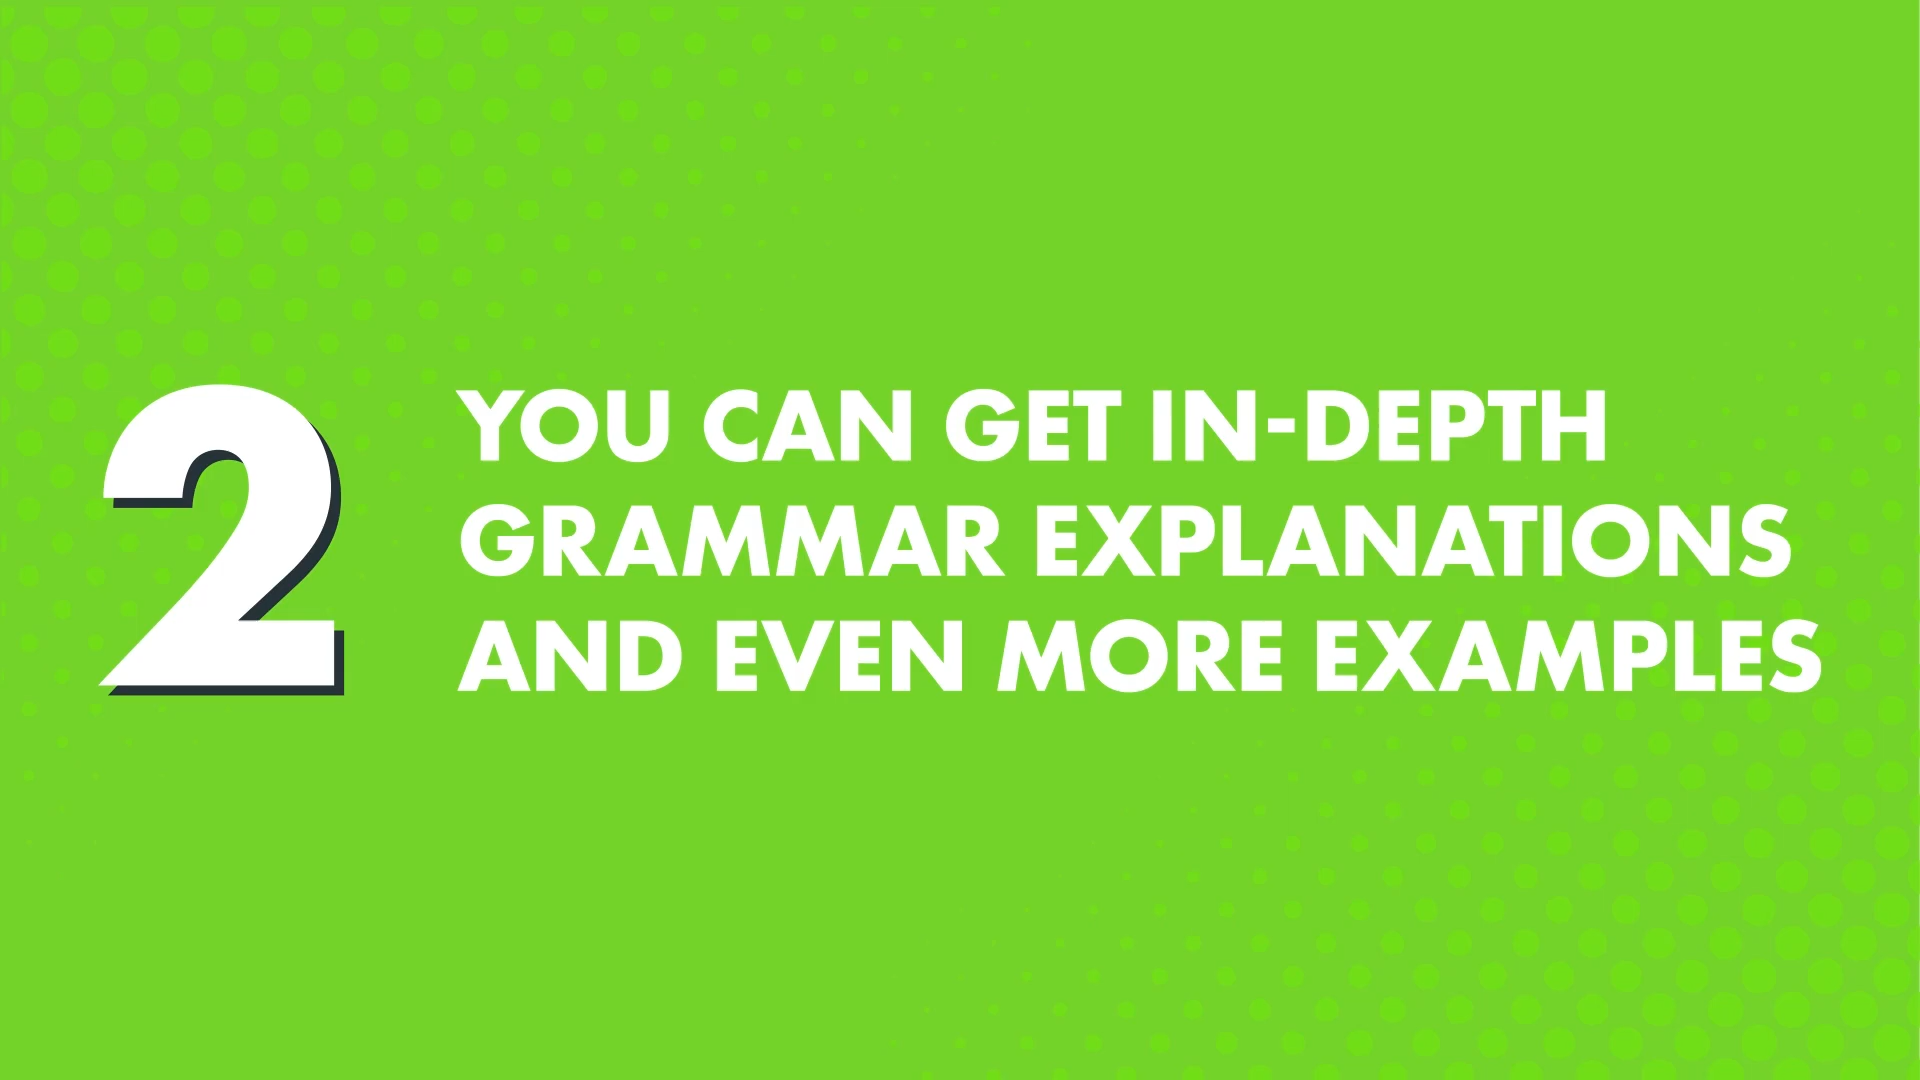 2
YOU CAN GET IN-DEPTH
GRAMMAR EXPLANATIONS
AND EVEN MORE EXAMPLES